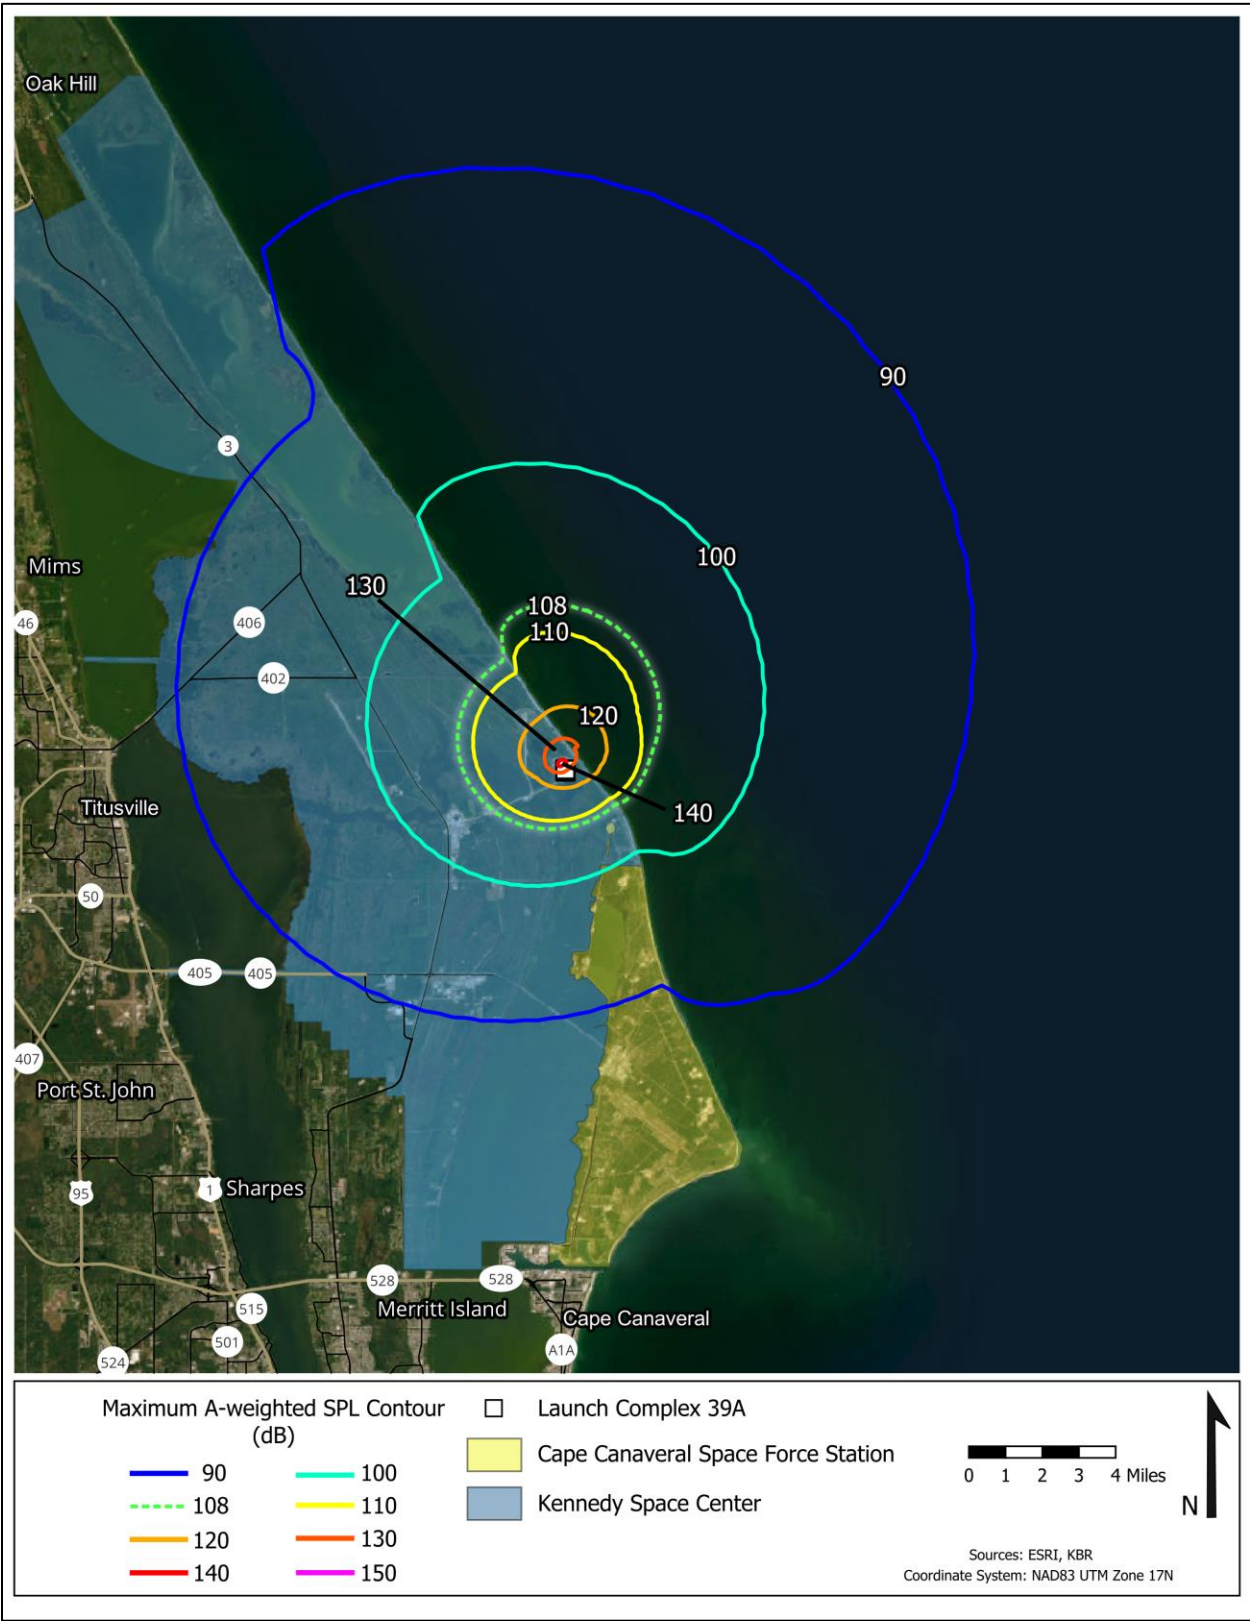 Oak Hill
90
3
100
Mims
130
108
46
406
110
402
120
Titusville
140
50
405
405
407
Port St. John
95
1
Sharpes
528
528
515
Merritt Island
Cape Canaveral
501
A1A
524
Maximum A-weighted SPL Contour
(dB)
90
100
108
110
120
130
140
150
Launch Complex 39A
Cape Canaveral Space Force Station
Kennedy Space Center
0 1 2 3 4 Miles
N
Sources: ESRI, KBR
Coordinate System: NAD83 UTM Zone 17N